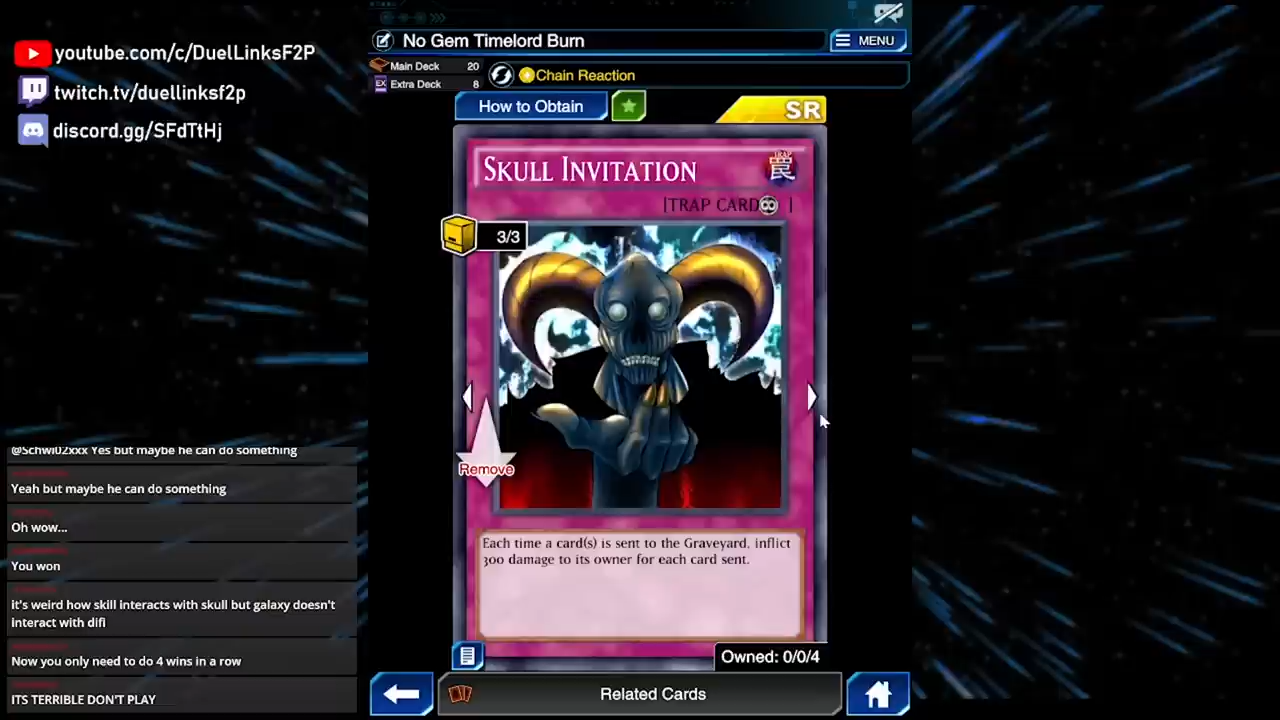 youtube.com/c/DuelLinksF2P
twitch.tv/duellinksf2p
discord.gg/SFdTtHj
No Gem Timelord Burn
MENU
Main Deck 20
EX Extra Deck 8
Chain Reaction
How to Obtain
SR
SKULL INVITATION
TRAP
罠
[TRAP CARD ]
3/3
Remove
Each time a card(s) is sent to the Graveyard, inflict
300 damage to its owner for each card sent.
Owned: 0/0/4
Related Cards
@Schwi02xxx Yes but maybe he can do something
Yeah but maybe he can do something
Oh wow...
You won
it's weird how skill interacts with skull but galaxy doesn't
interact with difi
Now you only need to do 4 wins in a row
ITS TERRIBLE DON'T PLAY